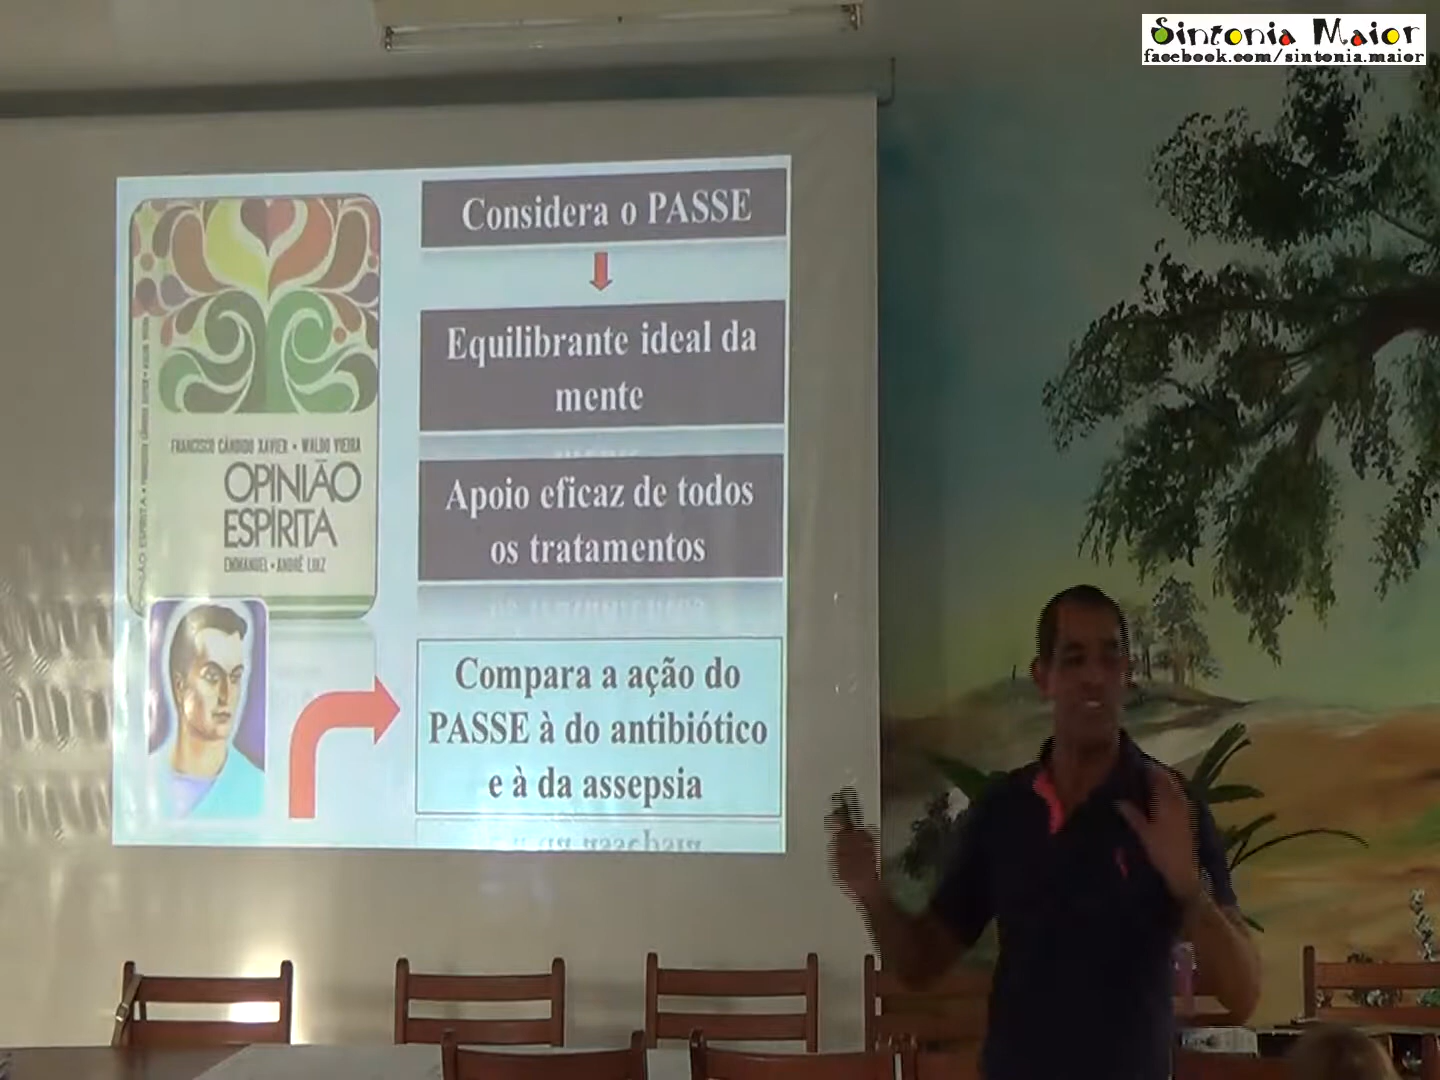 Sintonia Maior
facebook.com/sintonia.maior
Considera o PASSE
Equilibrante ideal da
mente
Apoio eficaz de todos
os tratamentos
Compara a ação do
PASSE à do antibiótico
e à da assepsia
FRANCISCO CÂNDIDO XAVIER • WALDO VIEIRA
OPINIÃO
ESPÍRITA
EMMANUEL • ANDRÉ LUIZ